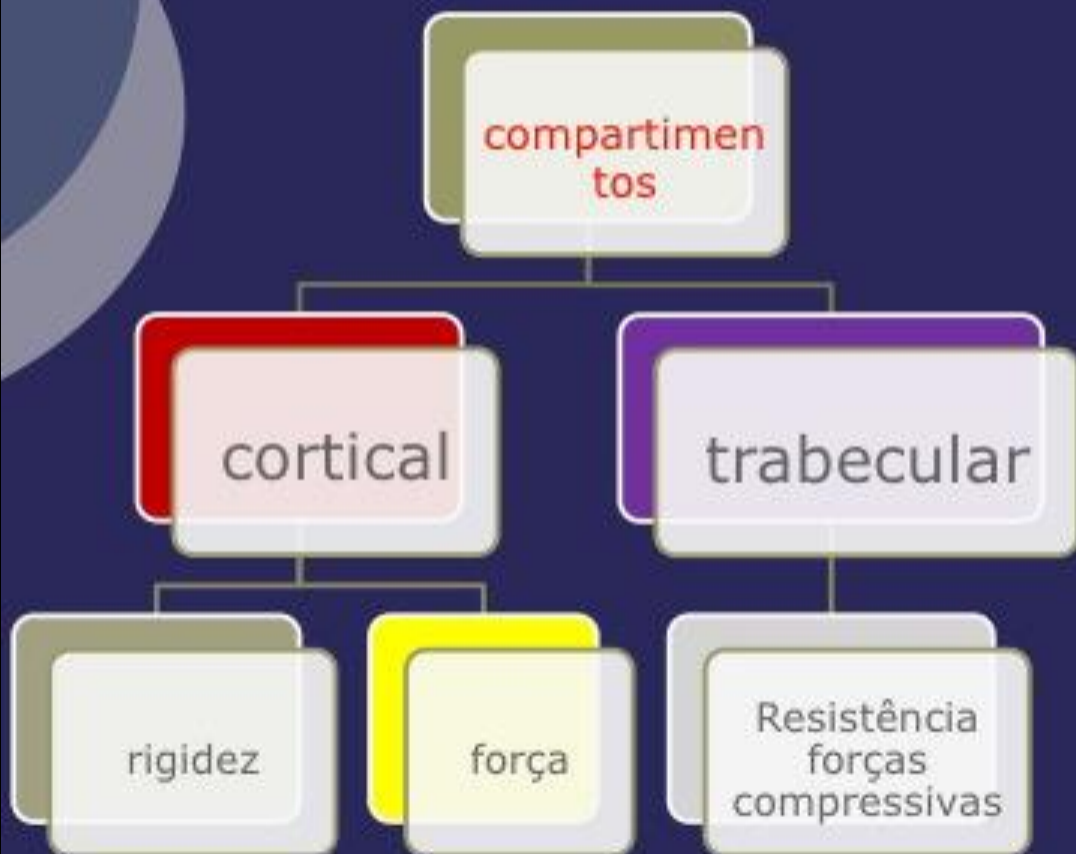 compartimen
tos
cortical
trabecular
rigidez
força
Resistência
forças
compressivas